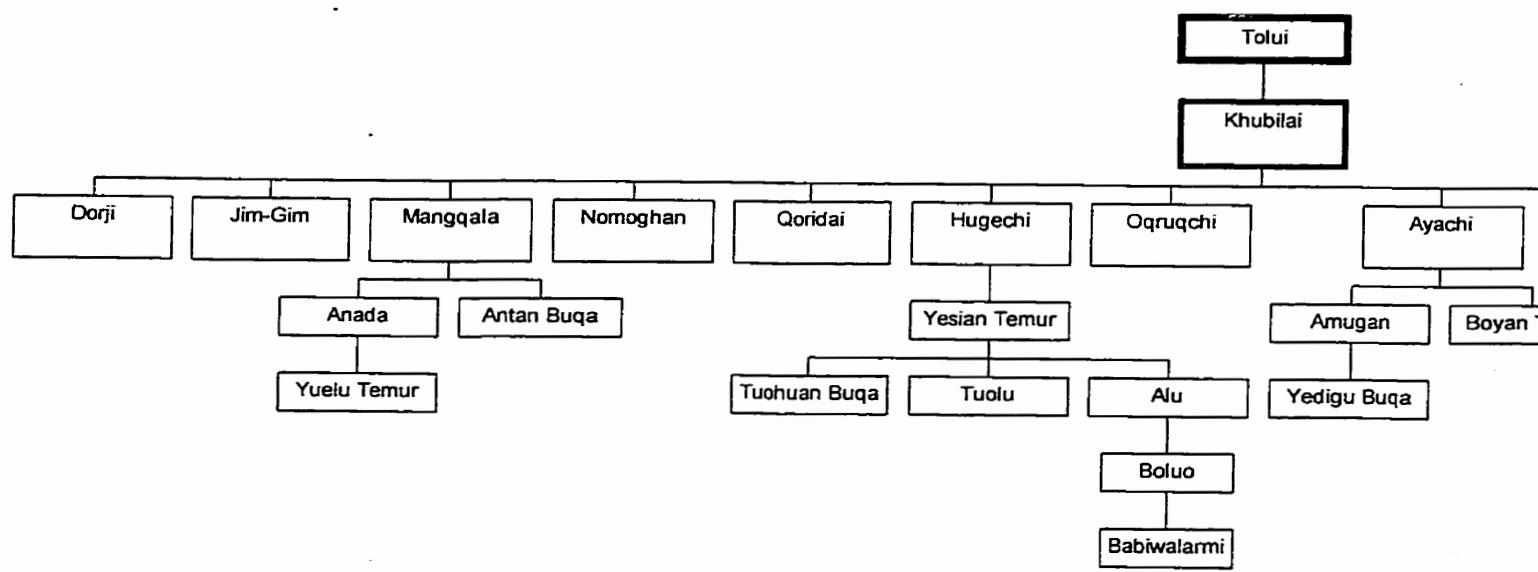 Tolui
Khubilai
Dorji
Jim-Gim
Mangqala
Nomoghan
Qoridai
Hugechi
Oqruqchi
Ayachi
Anada
Antan Buqa
Yesian Temur
Amugan
Boyan T
Yuelu Temur
Tuohuan Buqa
Tuolu
Alu
Yedigu Buqa
Boluo
Babiwalarmi